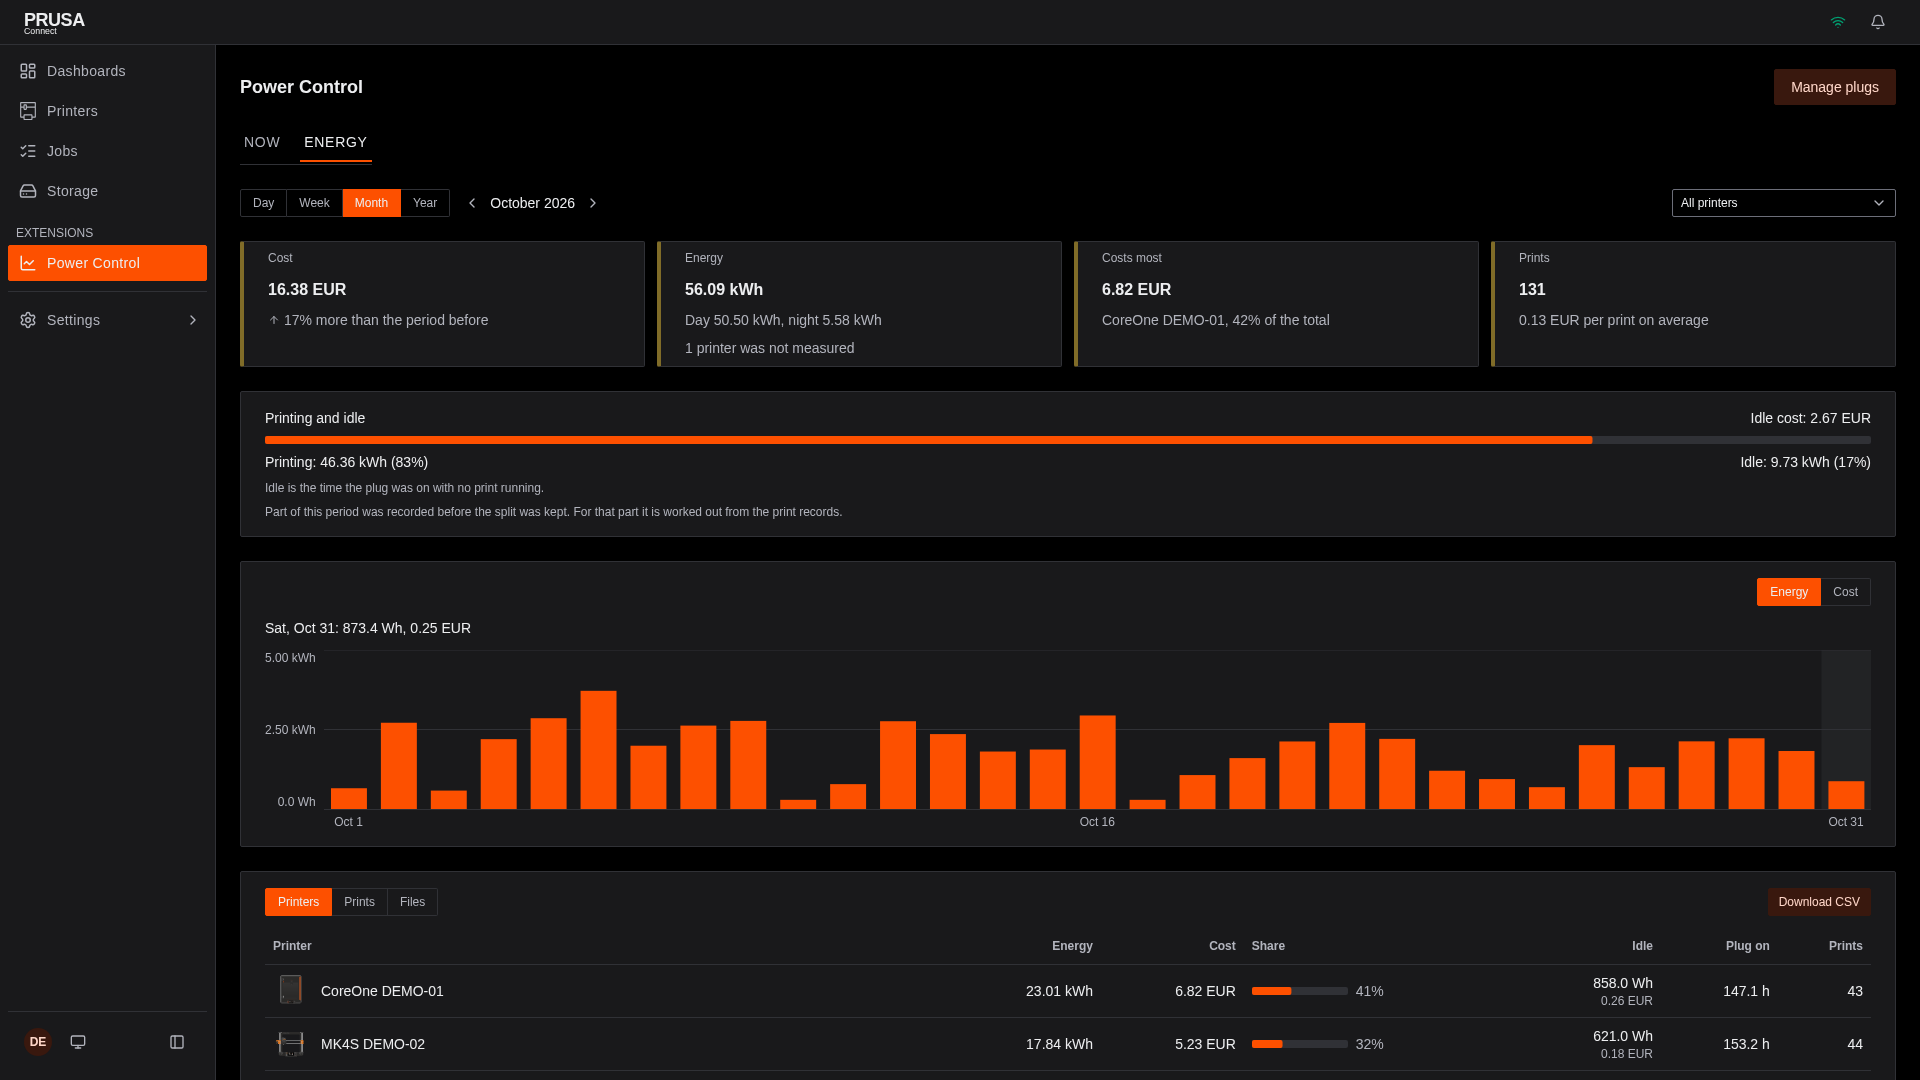 PRUSA
Connect
Dashboards
Printers
Jobs
Storage
EXTENSIONS
Power Control
Settings
DE
Power Control
Manage plugs
NOW ENERGY
Day Week Month Year October 2026
All printers
Cost
16.38 EUR
17% more than the period before
Energy
56.09 kWh
Day 50.50 kWh, night 5.58 kWh
1 printer was not measured
Costs most
6.82 EUR
CoreOne DEMO-01, 42% of the total
Prints
131
0.13 EUR per print on average
Printing and idle Idle cost: 2.67 EUR
Printing: 46.36 kWh (83%) Idle: 9.73 kWh (17%)
Idle is the time the plug was on with no print running.
Part of this period was recorded before the split was kept. For that part it is worked out from the print records.
Energy Cost
Sat, Oct 31: 873.4 Wh, 0.25 EUR
5.00 kWh
2.50 kWh
0.0 Wh
Oct 1 Oct 16 Oct 31
Printers Prints Files Download CSV
Printer Energy Cost Share Idle Plug on Prints
CoreOne DEMO-01 23.01 kWh 6.82 EUR 41% 858.0 Wh 147.1 h 43
0.26 EUR
MK4S DEMO-02 17.84 kWh 5.23 EUR 32% 621.0 Wh 153.2 h 44
0.18 EUR